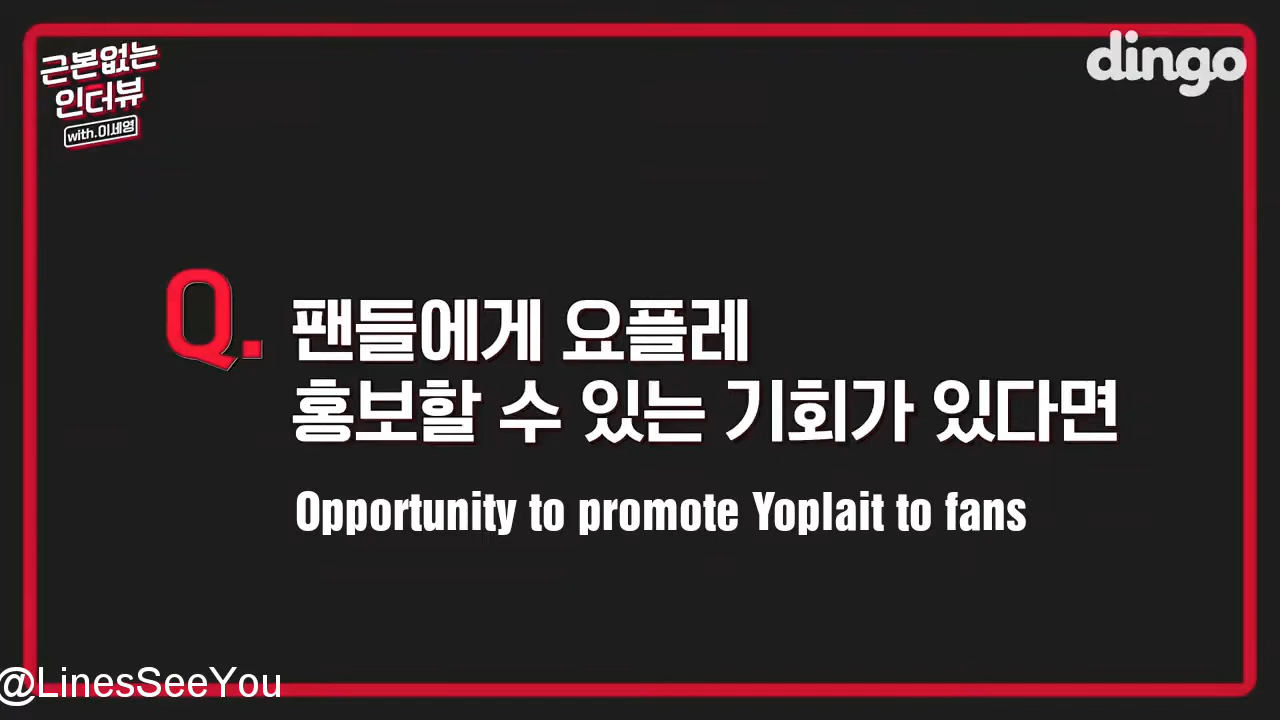 근본없는
인터뷰
with.이세영
dingo
Q. 팬들에게 요플레
홍보할 수 있는 기회가 있다면
Opportunity to promote Yoplait to fans
@LinesSeeYou